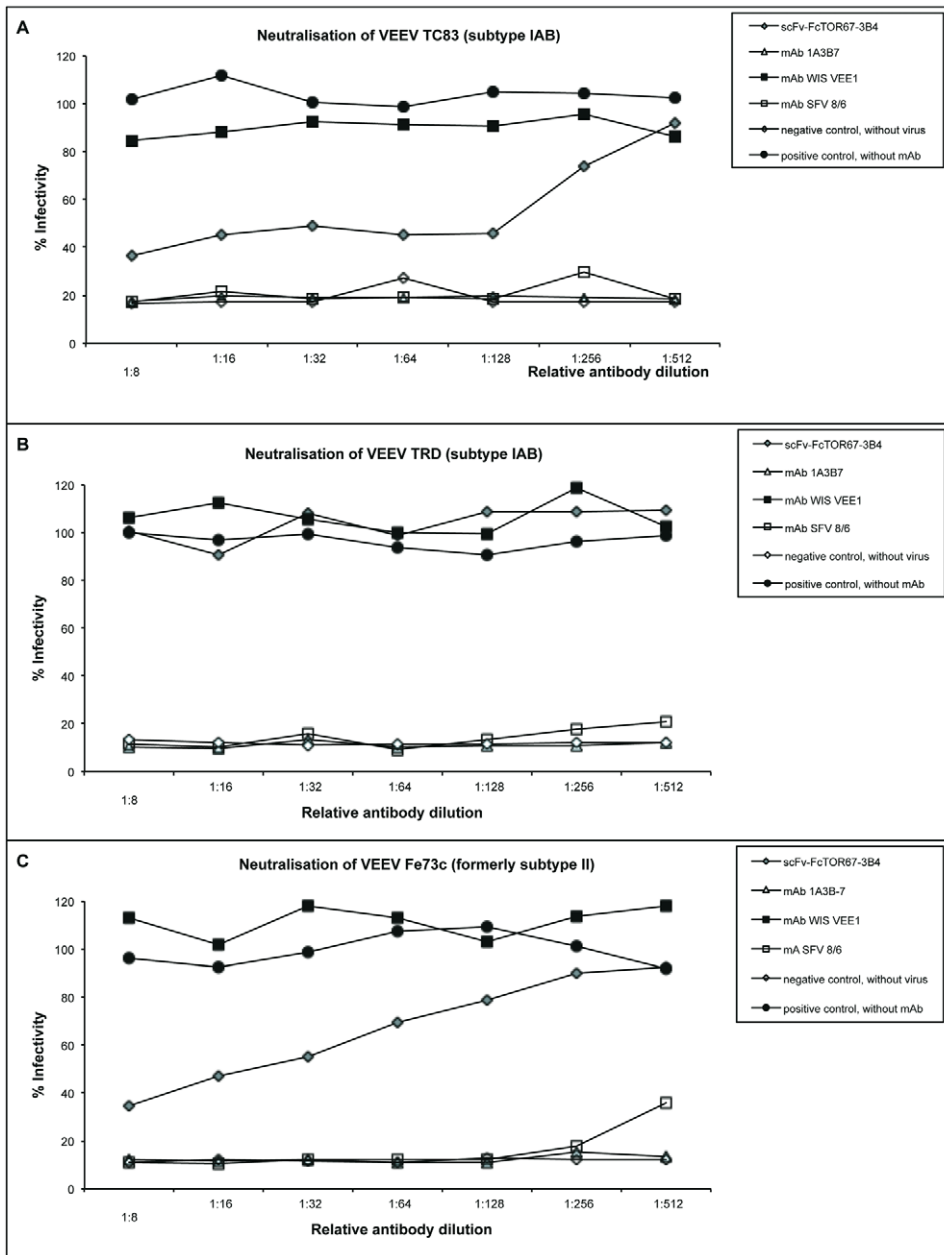 A
Neutralisation of VEEV TC83 (subtype IAB)
120
100
80
60
40
20
0
% Infectivity
1:8
1:16
1:32
1:64
1:128
1:256
1:512
Relative antibody dilution
scFv-FcTOR67-3B4
mAb 1A3B7
mAb WIS VEE1
mAb SFV 8/6
negative control, without virus
positive control, without mAb
B
Neutralisation of VEEV TRD (subtype IAB)
120
100
80
60
40
20
0
% Infectivity
1:8
1:16
1:32
1:64
1:128
1:256
1:512
Relative antibody dilution
scFv-FcTOR67-3B4
mAb 1A3B7
mAb WIS VEE1
mAb SFV 8/6
negative control, without virus
positive control, without mAb
C
Neutralisation of VEEV Fe73c (formerly subtype II)
120
100
80
60
40
20
0
% Infectivity
1:8
1:16
1:32
1:64
1:128
1:256
1:512
Relative antibody dilution
scFv-FcTOR67-3B4
mAb 1A3B-7
mAb WIS VEE1
mA SFV 8/6
negative control, without virus
positive control, without mAb